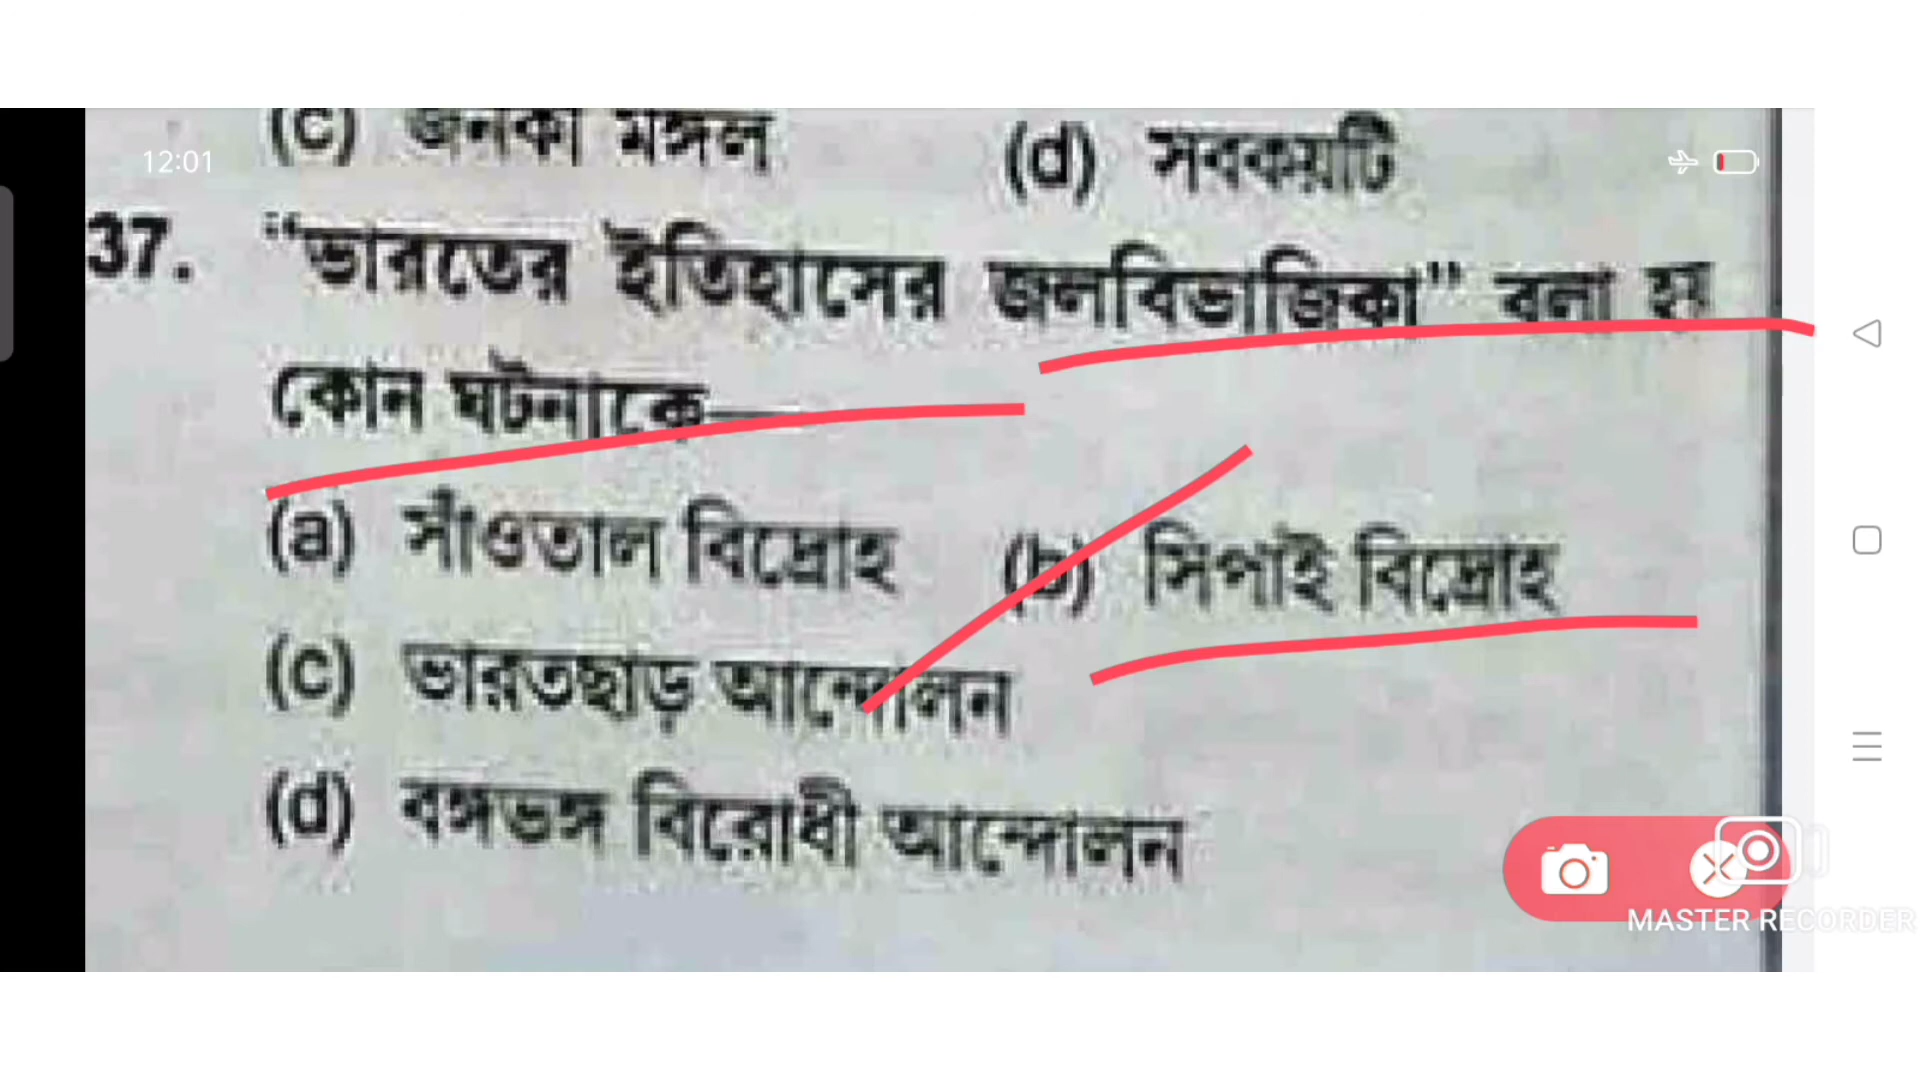 (c) জনকা মঙ্গল (d) সবকয়টি
12:01
37. "ভারতের ইতিহাসের জলবিভাজিকা" বলা হয়
কোন ঘটনাকে—
(a) সাঁওতাল বিদ্রোহ (b) সিপাই বিদ্রোহ
(c) ভারতছাড় আন্দোলন
(d) বঙ্গভঙ্গ বিরোধী আন্দোলন
MASTER RECORDER